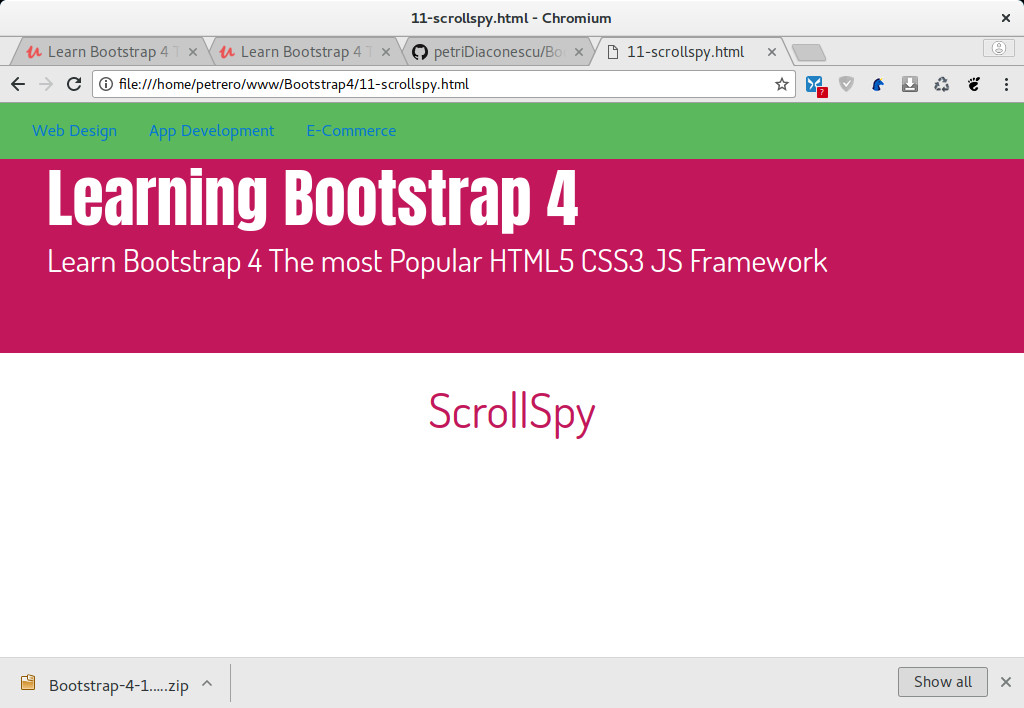 11-scrollspy.html - Chromium
Learn Bootstrap 4 T
Learn Bootstrap 4 T
petriDiaconescu/Boo
11-scrollspy.html
file:///home/petrero/www/Bootstrap4/11-scrollspy.html
?
Web Design App Development E-Commerce
Learning Bootstrap 4
Learn Bootstrap 4 The most Popular HTML5 CSS3 JS Framework
ScrollSpy
Bootstrap-4-1.....zip
Show all